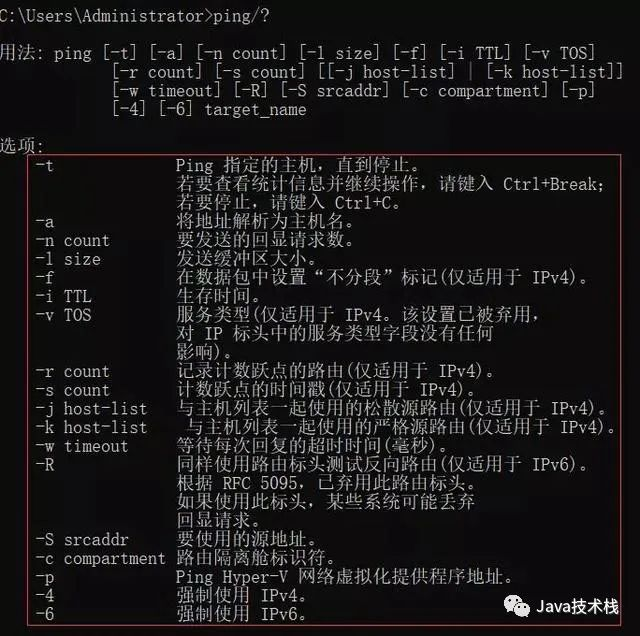 C:\Users\Administrator>ping/?
用法: ping [-t] [-a] [-n count] [-l size] [-f] [-i TTL] [-v TOS]
[-r count] [-s count] [[-j host-list] | [-k host-list]]
[-w timeout] [-R] [-S srcaddr] [-c compartment] [-p]
[-4] [-6] target_name
选项:
-t Ping 指定的主机，直到停止。
若要查看统计信息并继续操作，请键入 Ctrl+Break；
若要停止，请键入 Ctrl+C。
-a 将地址解析为主机名。
-n count 要发送的回显请求数。
-l size 发送缓冲区大小。
-f 在数据包中设置“不分段”标记(仅适用于 IPv4)。
-i TTL 生存时间。
-v TOS 服务类型(仅适用于 IPv4。该设置已被弃用，
对 IP 标头中的服务类型字段没有任何
影响)。
-r count 记录计数跃点的路由(仅适用于 IPv4)。
-s count 计数跃点的时间戳(仅适用于 IPv4)。
-j host-list 与主机列表一起使用的松散源路由(仅适用于 IPv4)。
-k host-list 与主机列表一起使用的严格源路由(仅适用于 IPv4)。
-w timeout 等待每次回复的超时时间(毫秒)。
-R 同样使用路由标头测试反向路由(仅适用于 IPv6)。
根据 RFC 5095，已弃用此路由标头。
如果使用此标头，某些系统可能丢弃
回显请求。
-S srcaddr 要使用的源地址。
-c compartment 路由隔离舱标识符。
-p Ping Hyper-V 网络虚拟化提供程序地址。
-4 强制使用 IPv4。
-6 强制使用 IPv6。
Java技术栈